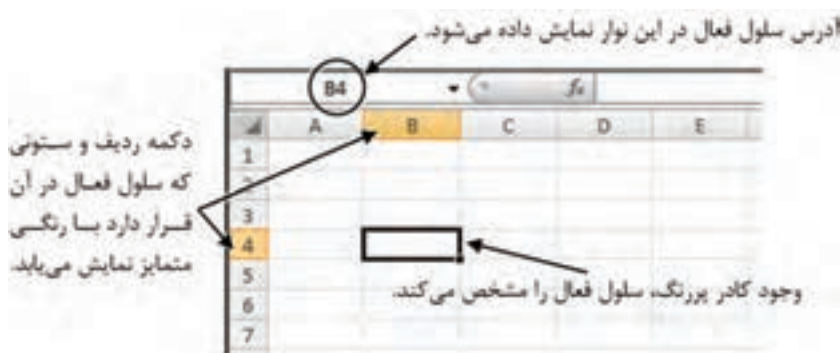 آدرس سلول فعال در این نوار نمایش داده می‌شود.
B4
fx
A B C D E
دکمه ردیف و ستونی
که سلول فعال در آن
قرار دارد با رنگی
متمایز نمایش می‌یابد.
1
2
3
4
5
6
7
وجود کادر پررنگ، سلول فعال را مشخص می‌کند.